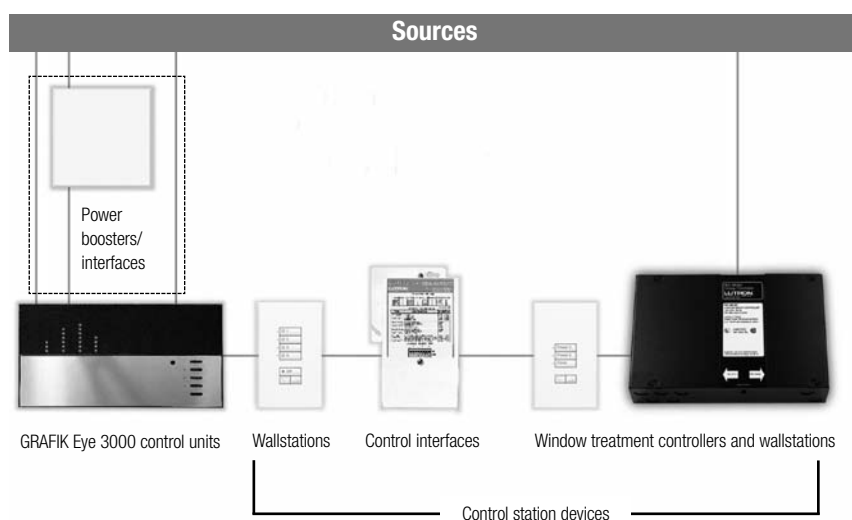 Sources
Power
boosters/
interfaces
LUTRON
GRAFIK Eye 3000 control units
Wallstations
Control interfaces
Window treatment controllers and wallstations
Control station devices